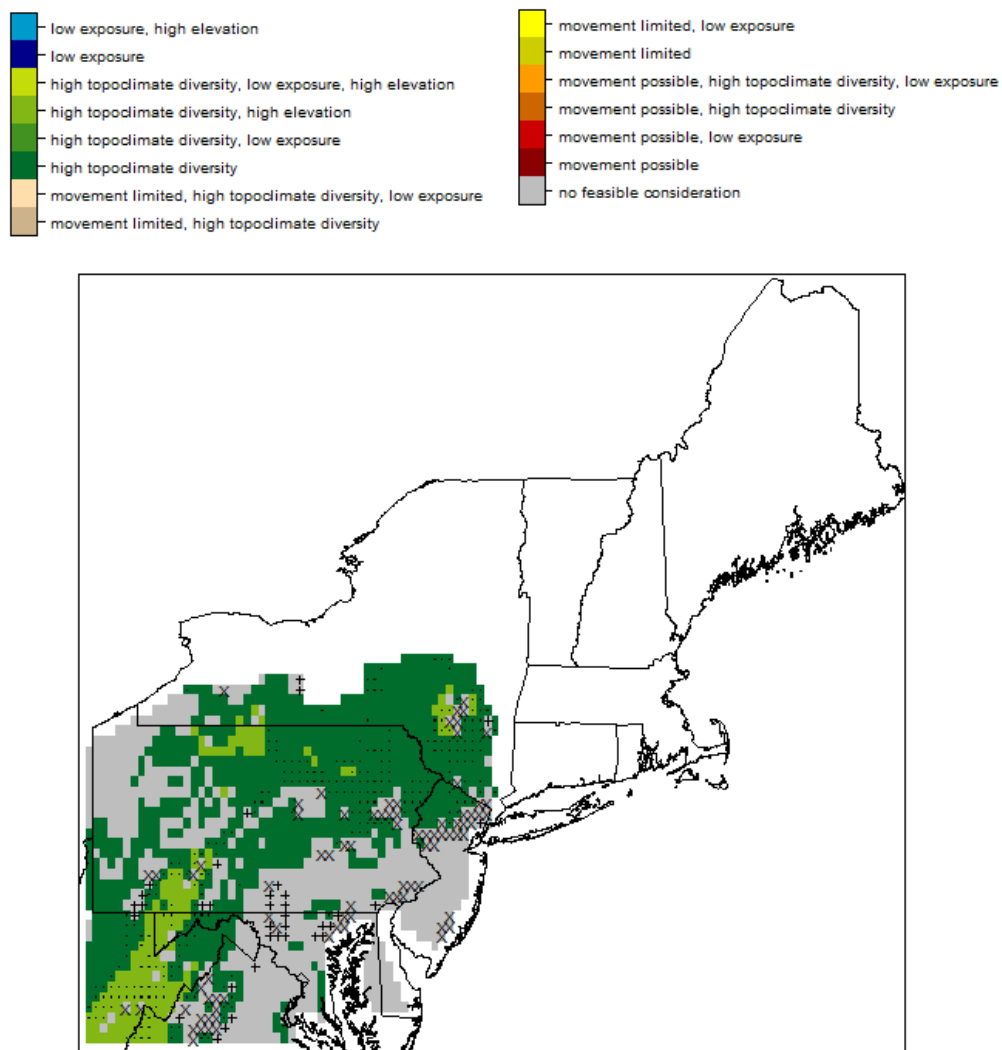 low exposure, high elevation
low exposure
high topoclimate diversity, low exposure, high elevation
high topoclimate diversity, high elevation
high topoclimate diversity, low exposure
high topoclimate diversity
movement limited, high topoclimate diversity, low exposure
movement limited, high topoclimate diversity
movement limited, low exposure
movement limited
movement possible, high topoclimate diversity, low exposure
movement possible, high topoclimate diversity
movement possible, low exposure
movement possible
no feasible consideration